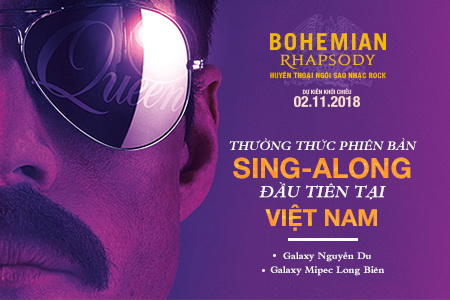 Queen
BOHEMIAN
RHAPSODY
HUYỀN THOẠI NGÔI SAO NHẠC ROCK
DỰ KIẾN KHỞI CHIẾU
02.11.2018
THƯỞNG THỨC PHIÊN BẢN
SING-ALONG
ĐẦU TIÊN TẠI
VIỆT NAM
• Galaxy Nguyễn Du
• Galaxy Mipec Long Biên